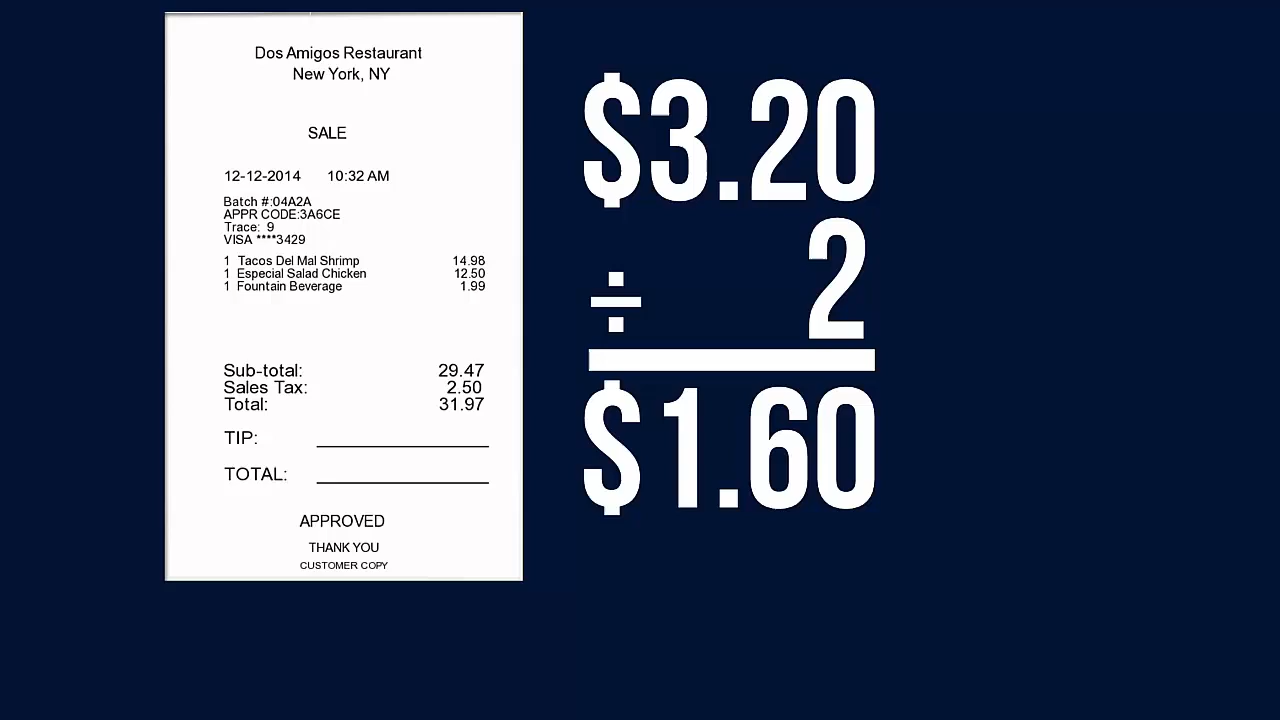 Dos Amigos Restaurant
New York, NY
SALE
12-12-2014 10:32 AM
Batch #:04A2A
APPR CODE:3A6CE
Trace: 9
VISA ****3429
1 Tacos Del Mal Shrimp 14.98
1 Especial Salad Chicken 12.50
1 Fountain Beverage 1.99
Sub-total: 29.47
Sales Tax: 2.50
Total: 31.97
TIP:
TOTAL:
APPROVED
THANK YOU
CUSTOMER COPY
$3.20
÷ 2
$1.60